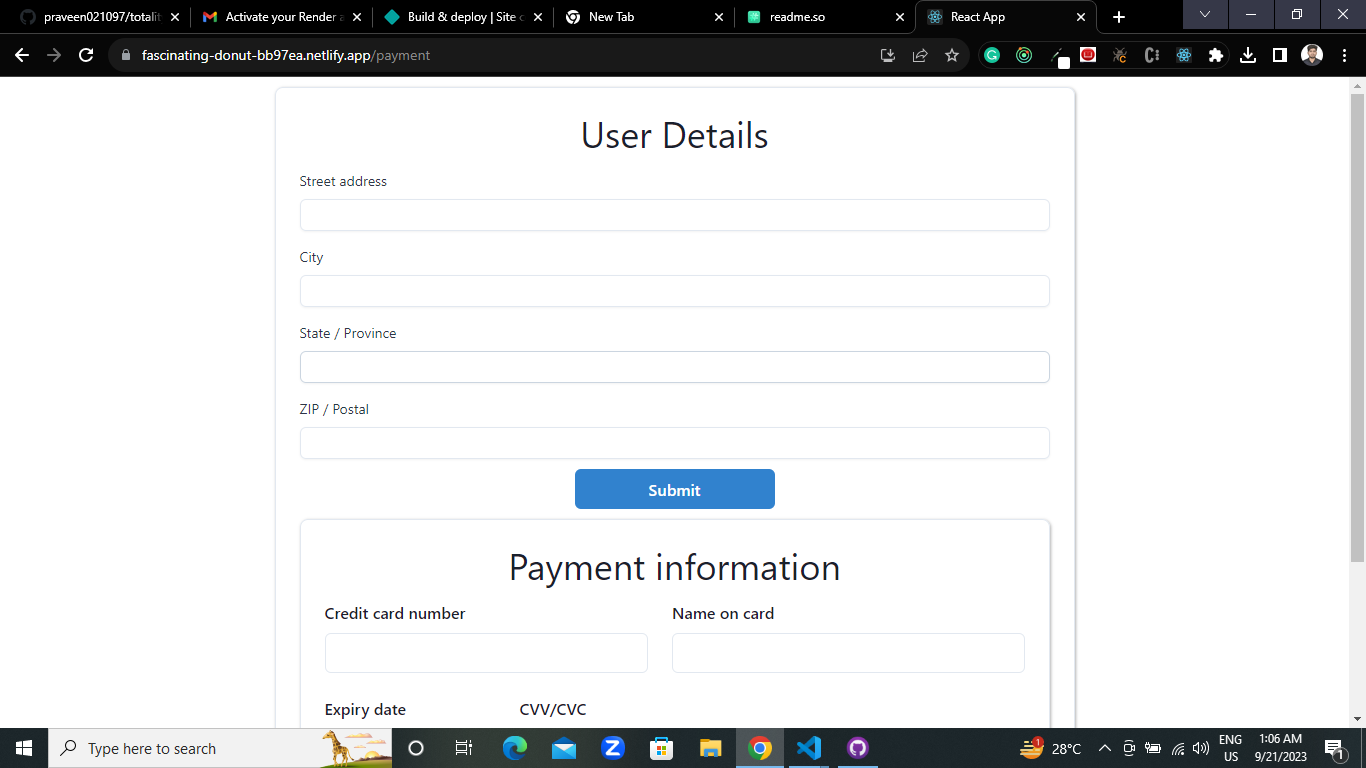 praveen021097/totalit
Activate your Render a
Build & deploy | Site c
New Tab
readme.so
React App
fascinating-donut-bb97ea.netlify.app/payment
User Details
Street address
City
State / Province
ZIP / Postal
Submit
Payment information
Credit card number Name on card
Expiry date CVV/CVC
Type here to search
1
28°C
ENG
US
1:06 AM
9/21/2023
1